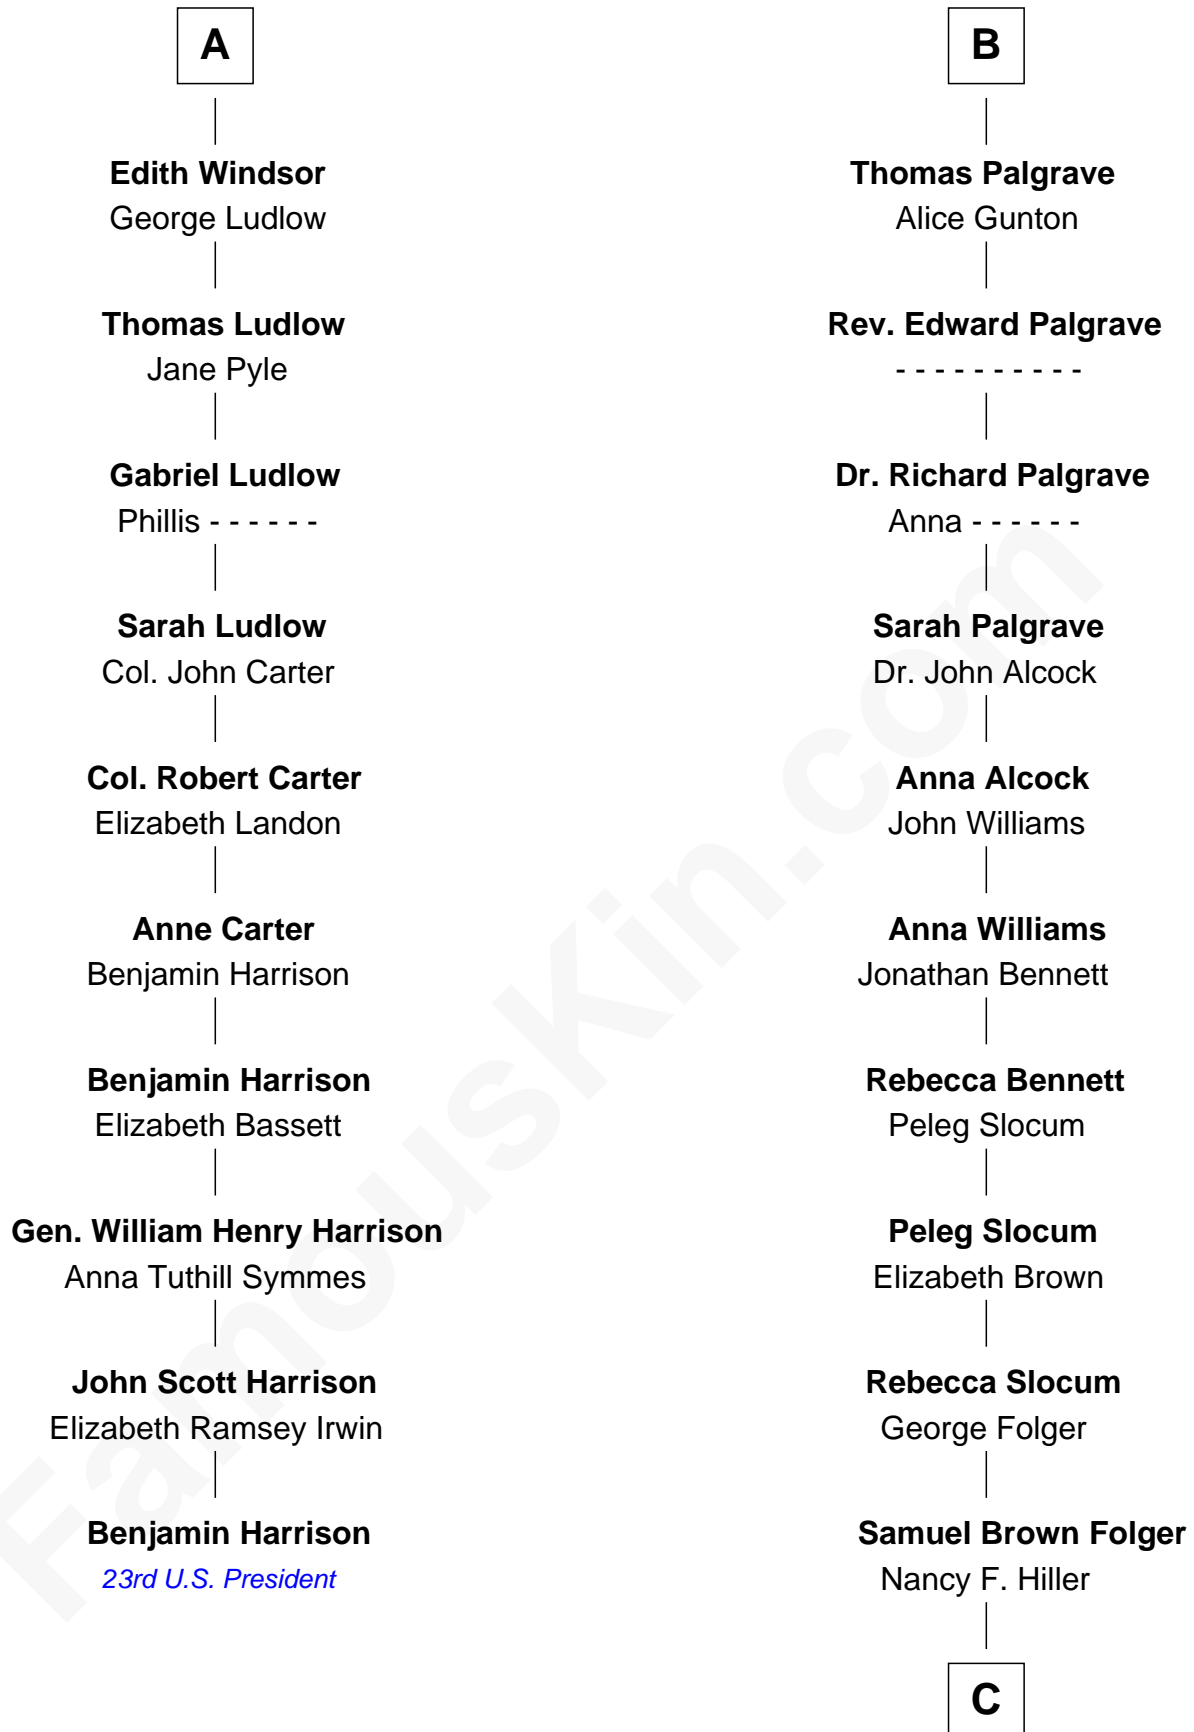 A
Edith Windsor
George Ludlow
Thomas Ludlow
Jane Pyle
Gabriel Ludlow
Phillis - - - - - -
Sarah Ludlow
Col. John Carter
Col. Robert Carter
Elizabeth Landon
Anne Carter
Benjamin Harrison
Benjamin Harrison
Elizabeth Bassett
Gen. William Henry Harrison
Anna Tuthill Symmes
John Scott Harrison
Elizabeth Ramsey Irwin
Benjamin Harrison
23rd U.S. President
B
Thomas Palgrave
Alice Gunton
Rev. Edward Palgrave
- - - - - - - - - -
Dr. Richard Palgrave
Anna - - - - - -
Sarah Palgrave
Dr. John Alcock
Anna Alcock
John Williams
Anna Williams
Jonathan Bennett
Rebecca Bennett
Peleg Slocum
Peleg Slocum
Elizabeth Brown
Rebecca Slocum
George Folger
Samuel Brown Folger
Nancy F. Hiller
C
FamousKin.com